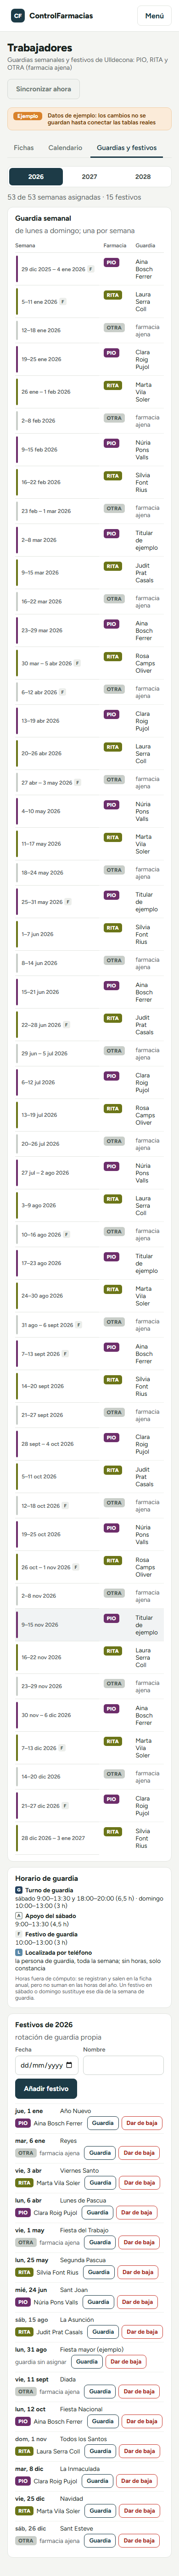 CF ControlFarmacias Menú
Trabajadores
Guardias semanales y festivos de Ulldecona: PIO, RITA y
OTRA (farmacia ajena)
Sincronizar ahora
Ejemplo Datos de ejemplo: los cambios no se
guardan hasta conectar las tablas reales
Fichas Calendario Guardias y festivos
2026 2027 2028
53 de 53 semanas asignadas · 15 festivos
Guardia semanal
de lunes a domingo; una por semana
Semana Farmacia Guardia
29 dic 2025 – 4 ene 2026 F PIO Aina
Bosch
Ferrer
5–11 ene 2026 F RITA Laura
Serra
Coll
12–18 ene 2026 OTRA farmacia
ajena
19–25 ene 2026 PIO Clara
Roig
Pujol
26 ene – 1 feb 2026 RITA Marta
Vila
Soler
2–8 feb 2026 OTRA farmacia
ajena
9–15 feb 2026 PIO Núria
Pons
Valls
16–22 feb 2026 RITA Sílvia
Font
Rius
23 feb – 1 mar 2026 OTRA farmacia
ajena
2–8 mar 2026 PIO Titular
de
ejemplo
9–15 mar 2026 RITA Judit
Prat
Casals
16–22 mar 2026 OTRA farmacia
ajena
23–29 mar 2026 PIO Aina
Bosch
Ferrer
30 mar – 5 abr 2026 F RITA Rosa
Camps
Oliver
6–12 abr 2026 F OTRA farmacia
ajena
13–19 abr 2026 PIO Clara
Roig
Pujol
20–26 abr 2026 RITA Laura
Serra
Coll
27 abr – 3 may 2026 F OTRA farmacia
ajena
4–10 may 2026 PIO Núria
Pons
Valls
11–17 may 2026 RITA Marta
Vila
Soler
18–24 may 2026 OTRA farmacia
ajena
25–31 may 2026 F PIO Titular
de
ejemplo
1–7 jun 2026 RITA Sílvia
Font
Rius
8–14 jun 2026 OTRA farmacia
ajena
15–21 jun 2026 PIO Aina
Bosch
Ferrer
22–28 jun 2026 F RITA Judit
Prat
Casals
29 jun – 5 jul 2026 OTRA farmacia
ajena
6–12 jul 2026 PIO Clara
Roig
Pujol
13–19 jul 2026 RITA Rosa
Camps
Oliver
20–26 jul 2026 OTRA farmacia
ajena
27 jul – 2 ago 2026 PIO Núria
Pons
Valls
3–9 ago 2026 RITA Laura
Serra
Coll
10–16 ago 2026 F OTRA farmacia
ajena
17–23 ago 2026 PIO Titular
de
ejemplo
24–30 ago 2026 RITA Marta
Vila
Soler
31 ago – 6 sept 2026 F OTRA farmacia
ajena
7–13 sept 2026 F PIO Aina
Bosch
Ferrer
14–20 sept 2026 RITA Sílvia
Font
Rius
21–27 sept 2026 OTRA farmacia
ajena
28 sept – 4 oct 2026 PIO Clara
Roig
Pujol
5–11 oct 2026 RITA Judit
Prat
Casals
12–18 oct 2026 F OTRA farmacia
ajena
19–25 oct 2026 PIO Núria
Pons
Valls
26 oct – 1 nov 2026 F RITA Rosa
Camps
Oliver
2–8 nov 2026 OTRA farmacia
ajena
9–15 nov 2026 PIO Titular
de
ejemplo
16–22 nov 2026 RITA Laura
Serra
Coll
23–29 nov 2026 OTRA farmacia
ajena
30 nov – 6 dic 2026 PIO Aina
Bosch
Ferrer
7–13 dic 2026 F RITA Marta
Vila
Soler
14–20 dic 2026 OTRA farmacia
ajena
21–27 dic 2026 F PIO Clara
Roig
Pujol
28 dic 2026 – 3 ene 2027 RITA Sílvia
Font
Rius
Horario de guardia
G Turno de guardia
sábado 9:00–13:30 y 18:00–20:00 (6,5 h) · domingo
10:00–13:00 (3 h)
A Apoyo del sábado
9:00–13:30 (4,5 h)
F Festivo de guardia
10:00–13:00 (3 h)
L Localizada por teléfono
la persona de guardia, toda la semana; sin horas, solo
constancia
Horas fuera de cómputo: se registran y salen en la ficha
anual, pero no suman en las horas del año. Un festivo de
guardia en domingo sustituye ese día de la semana de
guardia.
Festivos de 2026
rotación de guardia propia
Fecha Nombre
dd/mm/yyyy
Añadir festivo
jue, 1 ene Año Nuevo
PIO Aina Bosch Ferrer Guardia Dar de baja
mar, 6 ene Reyes
OTRA farmacia ajena Guardia Dar de baja
vie, 3 abr Viernes Santo
RITA Marta Vila Soler Guardia Dar de baja
lun, 6 abr Lunes de Pascua
PIO Clara Roig Pujol Guardia Dar de baja
vie, 1 may Fiesta del Trabajo
OTRA farmacia ajena Guardia Dar de baja
lun, 25 may Segunda Pascua
RITA Sílvia Font Rius Guardia Dar de baja
mié, 24 jun Sant Joan
PIO Núria Pons Valls Guardia Dar de baja
sáb, 15 ago La Asunción
RITA Judit Prat Casals Guardia Dar de baja
lun, 31 ago Fiesta mayor (ejemplo)
guardia sin asignar Guardia Dar de baja
vie, 11 sept Diada
OTRA farmacia ajena Guardia Dar de baja
lun, 12 oct Fiesta Nacional
PIO Aina Bosch Ferrer Guardia Dar de baja
dom, 1 nov Todos los Santos
RITA Laura Serra Coll Guardia Dar de baja
mar, 8 dic La Inmaculada
PIO Clara Roig Pujol Guardia Dar de baja
vie, 25 dic Navidad
RITA Marta Vila Soler Guardia Dar de baja
sáb, 26 dic Sant Esteve
OTRA farmacia ajena Guardia Dar de baja